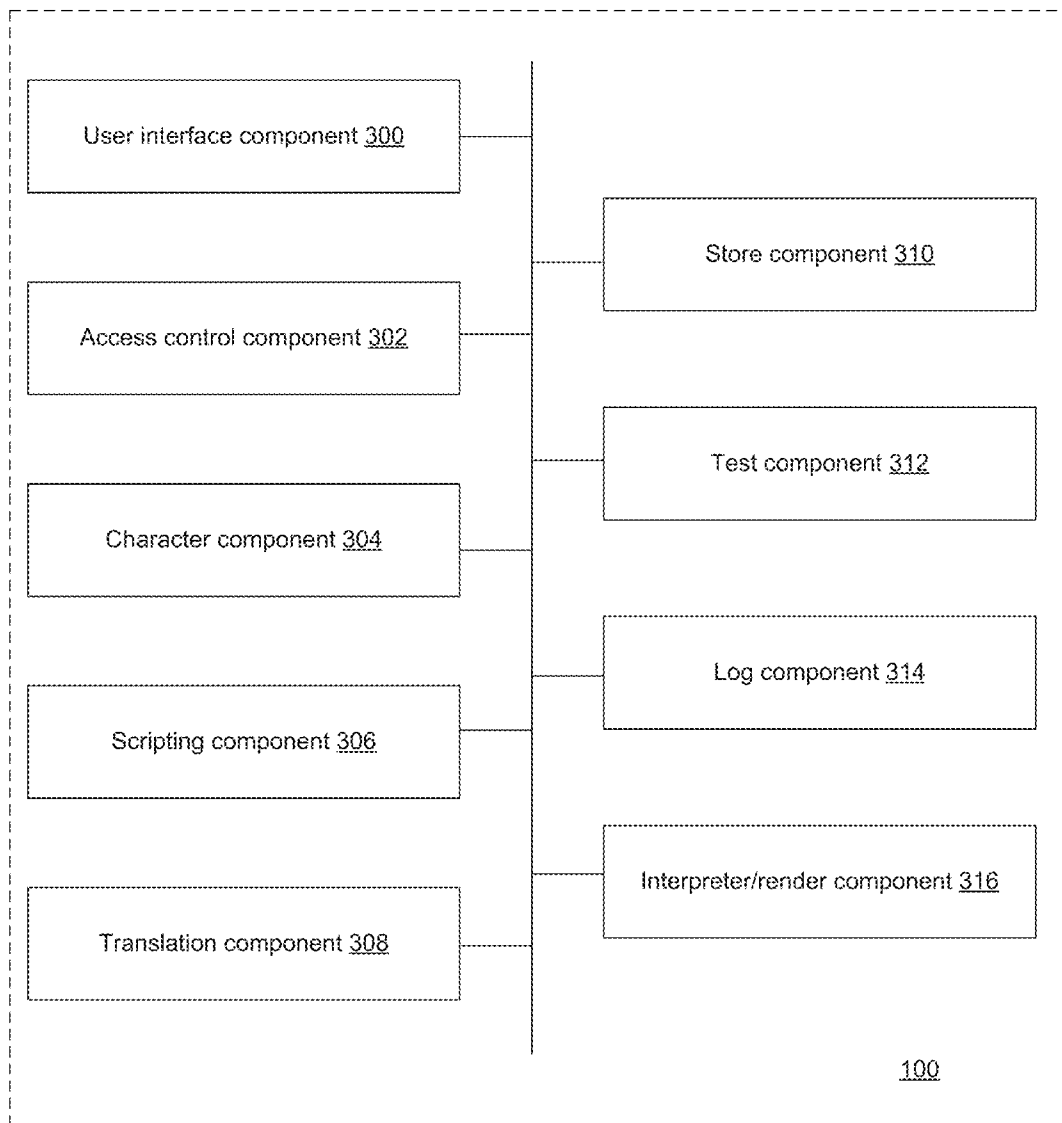 User interface component 300
Access control component 302
Character component 304
Scripting component 306
Translation component 308
Store component 310
Test component 312
Log component 314
Interpreter/render component 316
100